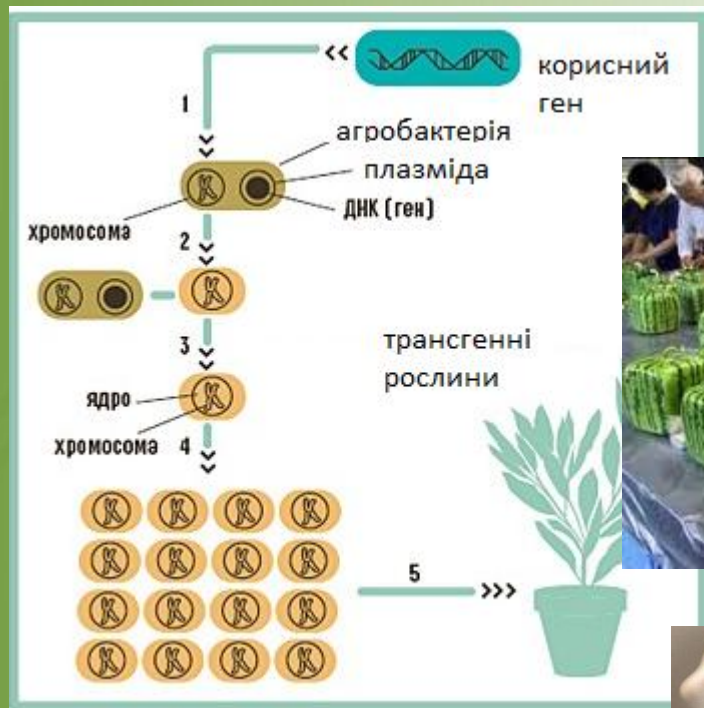 корисний
ген
1
агробактерія
плазміда
ДНК (ген)
хромосома
2
3
трансгенні
рослини
ядро
хромосома
4
5